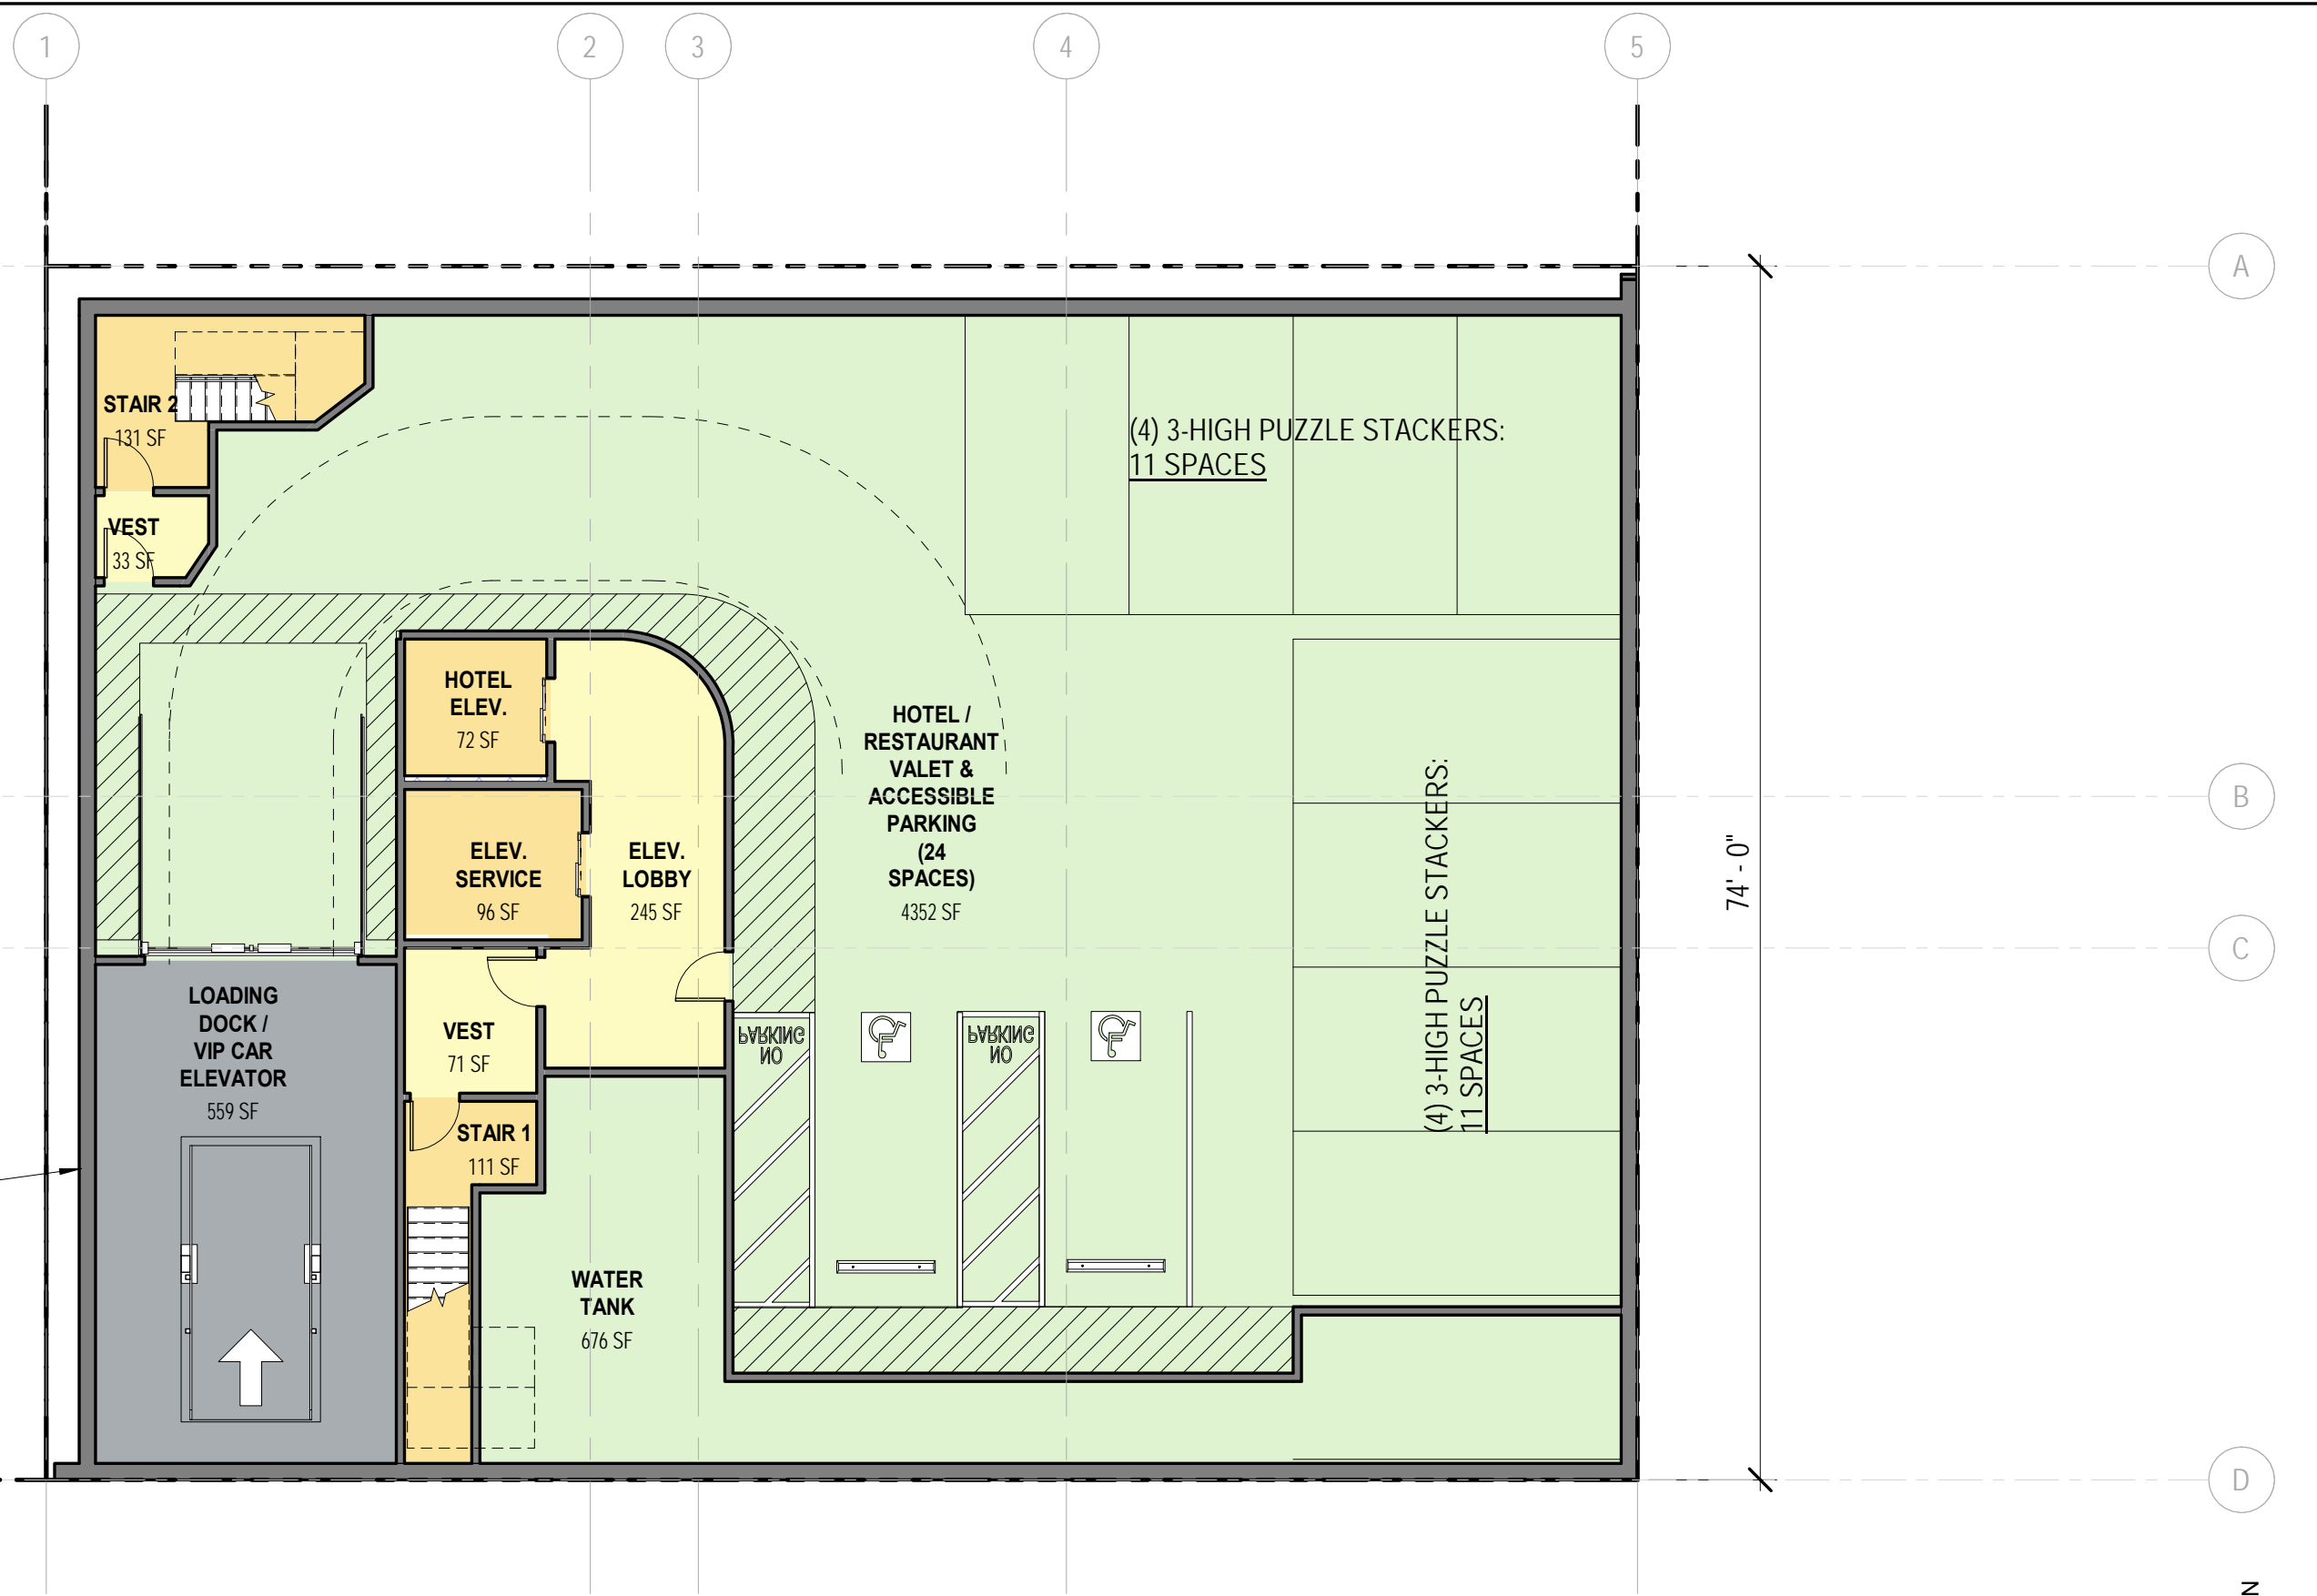 1
2
3
4
5
A
STAIR 2
131 SF
(4) 3-HIGH PUZZLE STACKERS:
11 SPACES
VEST
33 SF
HOTEL
ELEV.
72 SF
HOTEL /
RESTAURANT
VALET &
ACCESSIBLE
PARKING
(24
SPACES)
4352 SF
B
ELEV.
SERVICE
96 SF
ELEV.
LOBBY
245 SF
(4) 3-HIGH PUZZLE STACKERS:
11 SPACES
74' - 0"
C
LOADING
DOCK /
VIP CAR
ELEVATOR
559 SF
VEST
71 SF
NO
PARKING
NO
PARKING
STAIR 1
111 SF
WATER
TANK
676 SF
D
N